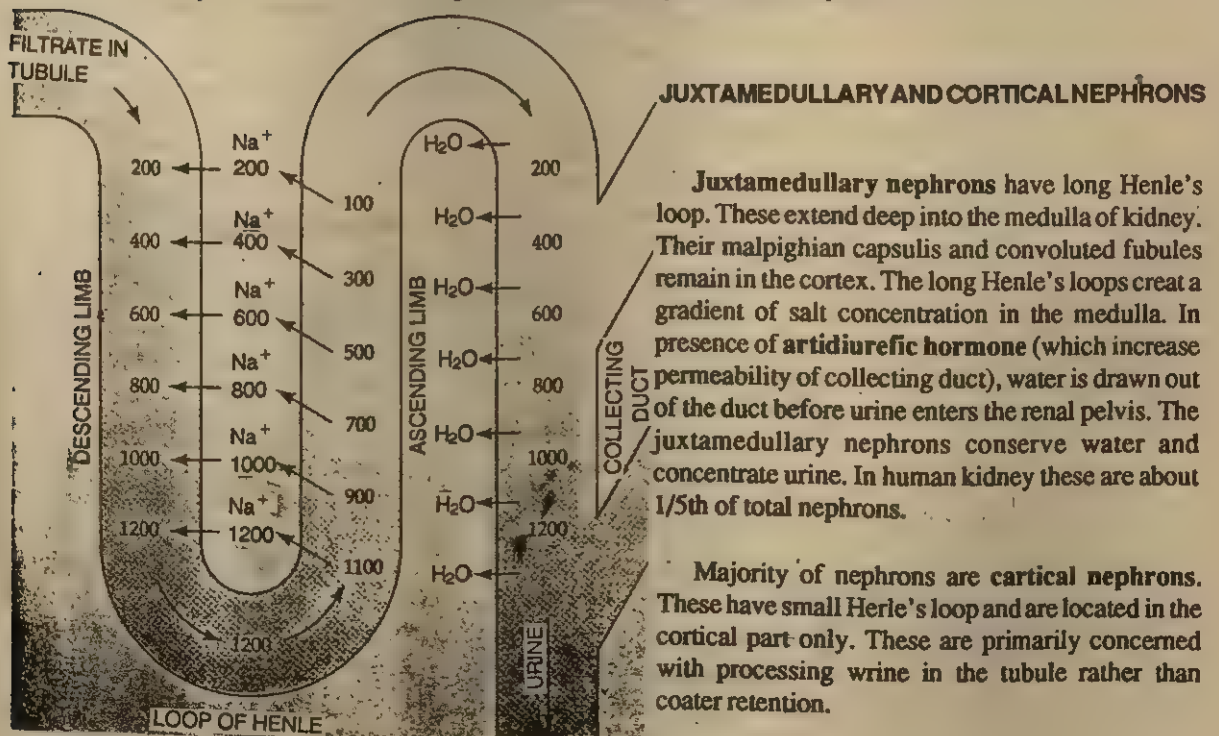 FILTRATE IN
TUBULE
Na+
200
200
100
Na+
400
400
300
Na+
600
600
500
Na+
800
800
700
Na+
1000
1000
900
Na+
1200
1200
1100
1200
DESCENDING LIMB
ASCENDING LIMB
LOOP OF HENLE
H2O
H2O
H2O
H2O
H2O
H2O
H2O
200
400
600
800
1000
1200
COLLECTING
DUCT
URINE
JUXTAMEDULLARY AND CORTICAL NEPHRONS
Juxtamedullary nephrons have long Henle's
loop. These extend deep into the medulla of kidney.
Their malpighian capsulis and convoluted fubules
remain in the cortex. The long Henle's loops creat a
gradient of salt concentration in the medulla. In
presence of artidiurefic hormone (which increase
permeability of collecting duct), water is drawn out
of the duct before urine enters the renal pelvis. The
juxtamedullary nephrons conserve water and
concentrate urine. In human kidney these are about
1/5th of total nephrons.
Majority of nephrons are cartical nephrons.
These have small Herle's loop and are located in the
cortical part only. These are primarily concerned
with processing wrine in the tubule rather than
coater retention.